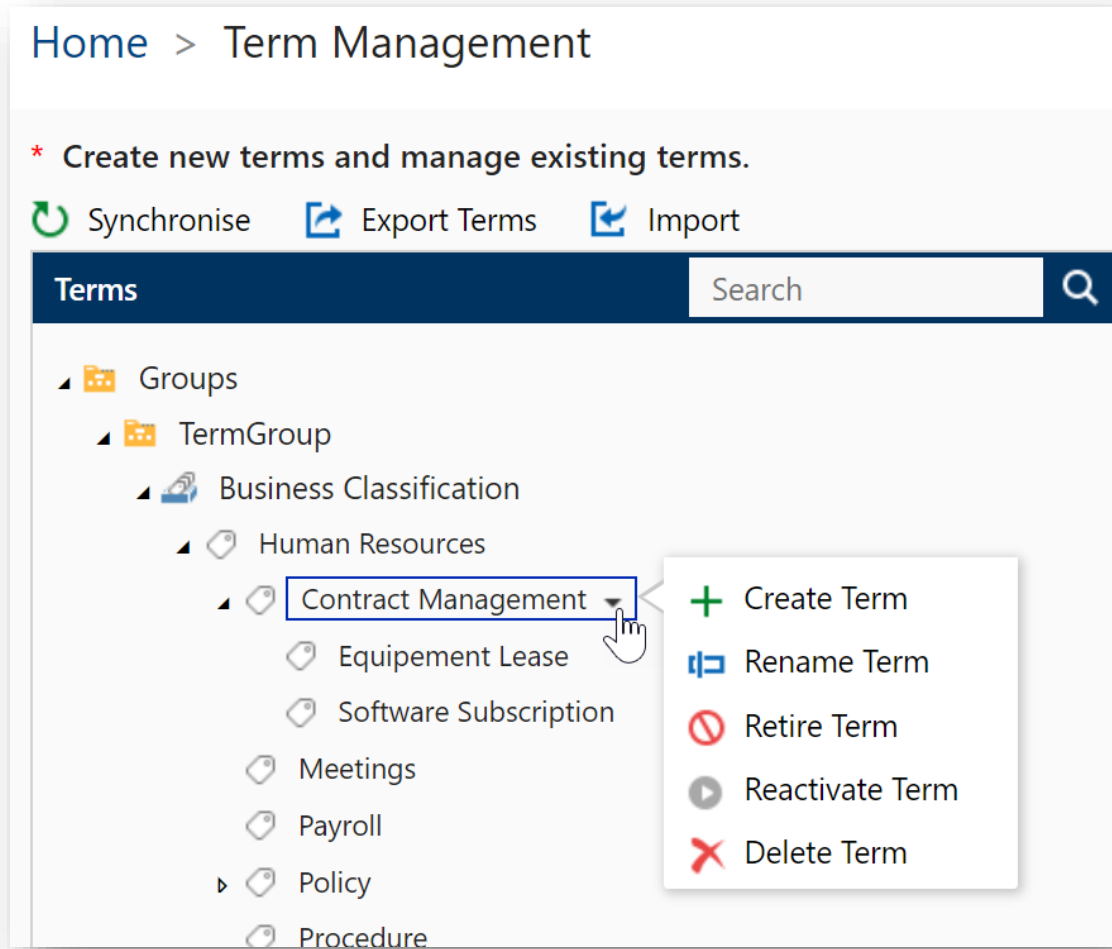 Home > Term Management
* Create new terms and manage existing terms.
Synchronise Export Terms Import
Terms Search
Groups
TermGroup
Business Classification
Human Resources
Contract Management
Equipement Lease
Software Subscription
Meetings
Payroll
Policy
Procedure
Create Term
Rename Term
Retire Term
Reactivate Term
Delete Term